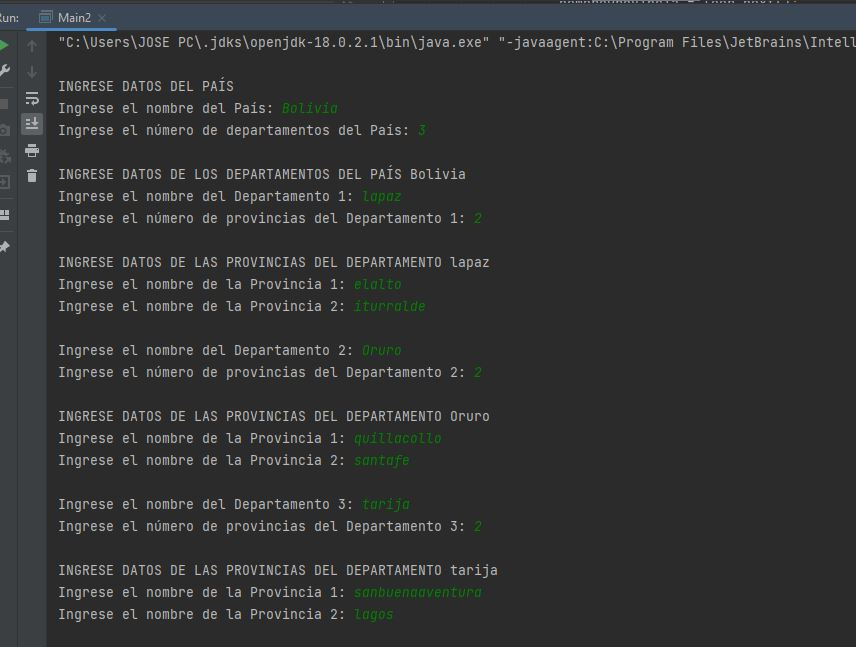 Run: Main2 ×
"C:\Users\JOSE PC\.jdks\openjdk-18.0.2.1\bin\java.exe" "-javaagent:C:\Program Files\JetBrains\Intell
INGRESE DATOS DEL PAÍS
Ingrese el nombre del País: Bolivia
Ingrese el número de departamentos del País: 3
INGRESE DATOS DE LOS DEPARTAMENTOS DEL PAÍS Bolivia
Ingrese el nombre del Departamento 1: lapaz
Ingrese el número de provincias del Departamento 1: 2
INGRESE DATOS DE LAS PROVINCIAS DEL DEPARTAMENTO lapaz
Ingrese el nombre de la Provincia 1: elalto
Ingrese el nombre de la Provincia 2: iturralde
Ingrese el nombre del Departamento 2: Oruro
Ingrese el número de provincias del Departamento 2: 2
INGRESE DATOS DE LAS PROVINCIAS DEL DEPARTAMENTO Oruro
Ingrese el nombre de la Provincia 1: quillacollo
Ingrese el nombre de la Provincia 2: santafe
Ingrese el nombre del Departamento 3: tarija
Ingrese el número de provincias del Departamento 3: 2
INGRESE DATOS DE LAS PROVINCIAS DEL DEPARTAMENTO tarija
Ingrese el nombre de la Provincia 1: sanbuenaaventura
Ingrese el nombre de la Provincia 2: lagos